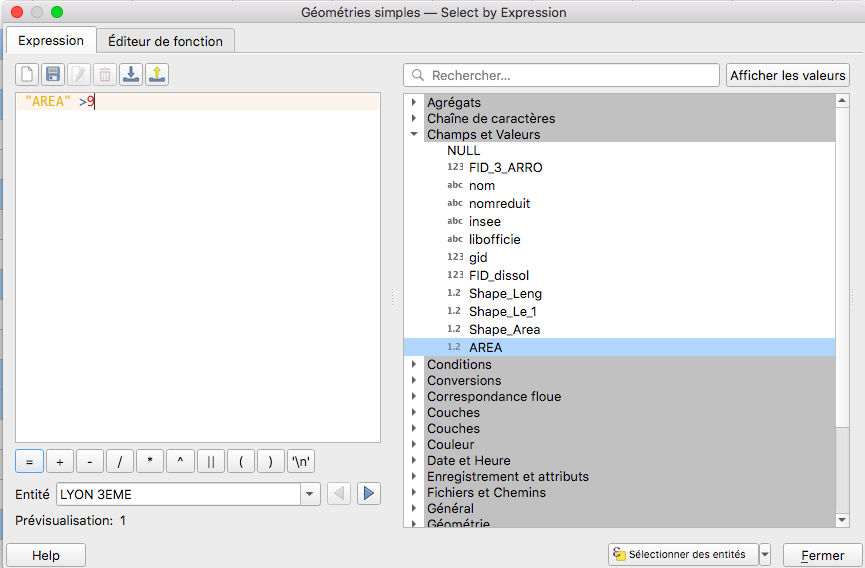 Géométries simples — Select by Expression
Expression
Éditeur de fonction
Rechercher...
Afficher les valeurs
"AREA" >9
Agrégats
Chaîne de caractères
Champs et Valeurs
NULL
123 FID_3_ARRO
abc nom
abc nomreduit
abc insee
abc libofficie
123 gid
123 FID_dissol
1.2 Shape_Leng
1.2 Shape_Le_1
1.2 Shape_Area
1.2 AREA
Conditions
Conversions
Correspondance floue
Couches
Couches
Couleur
Date et Heure
Enregistrement et attributs
Fichiers et Chemins
Général
Géométrie
= + - / * ^ || ( ) '\n'
Entité LYON 3EME
Prévisualisation: 1
Help
Sélectionner des entités
Fermer